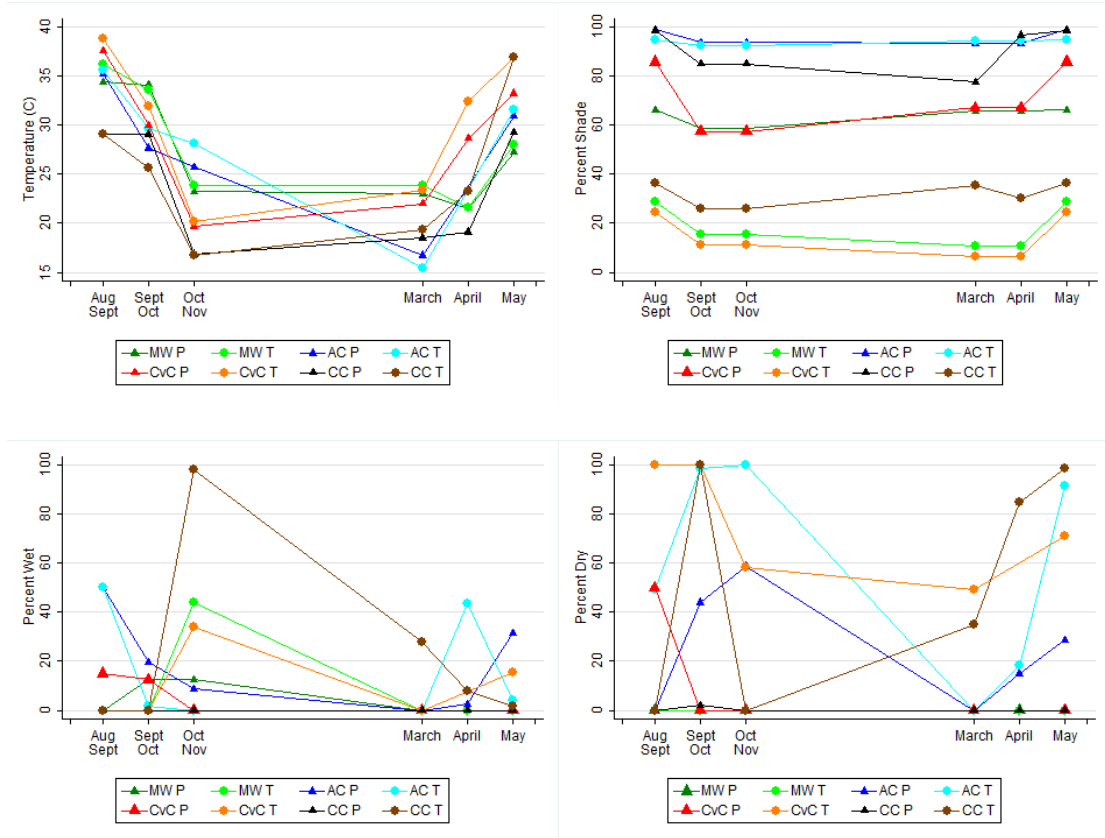 Temperature (C)
40
35
30
25
20
15
Aug Sept Oct March April May
Sept Oct Nov
MW P MW T AC P AC T
CvC P CvC T CC P CC T
Percent Shade
100
80
60
40
20
0
Aug Sept Oct March April May
Sept Oct Nov
MW P MW T AC P AC T
CvC P CvC T CC P CC T
Percent Wet
100
80
60
40
20
0
Aug Sept Oct March April May
Sept Oct Nov
MW P MW T AC P AC T
CvC P CvC T CC P CC T
Percent Dry
100
80
60
40
20
0
Aug Sept Oct March April May
Sept Oct Nov
MW P MW T AC P AC T
CvC P CvC T CC P CC T